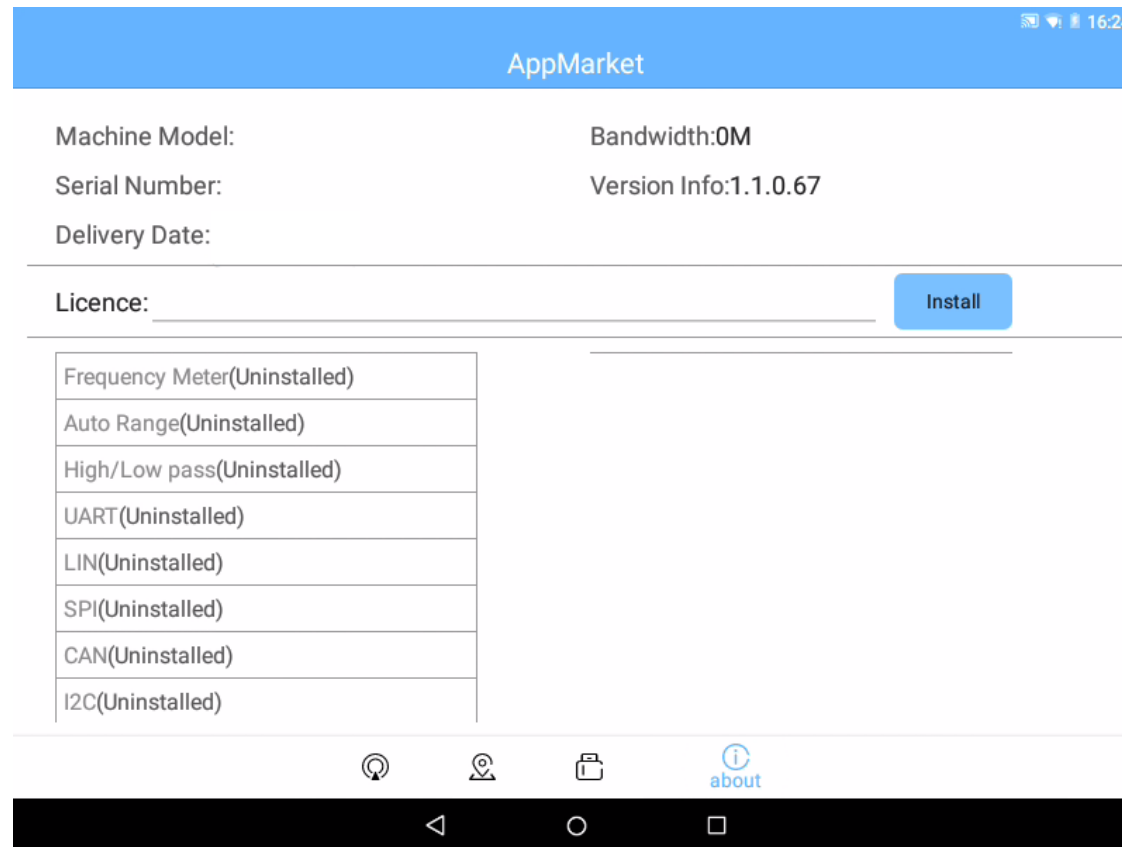 AppMarket
Machine Model:
Bandwidth:0M
Serial Number:
Version Info:1.1.0.67
Delivery Date:
Licence:
Install
Frequency Meter(Uninstalled)
Auto Range(Uninstalled)
High/Low pass(Uninstalled)
UART(Uninstalled)
LIN(Uninstalled)
SPI(Uninstalled)
CAN(Uninstalled)
I2C(Uninstalled)
about